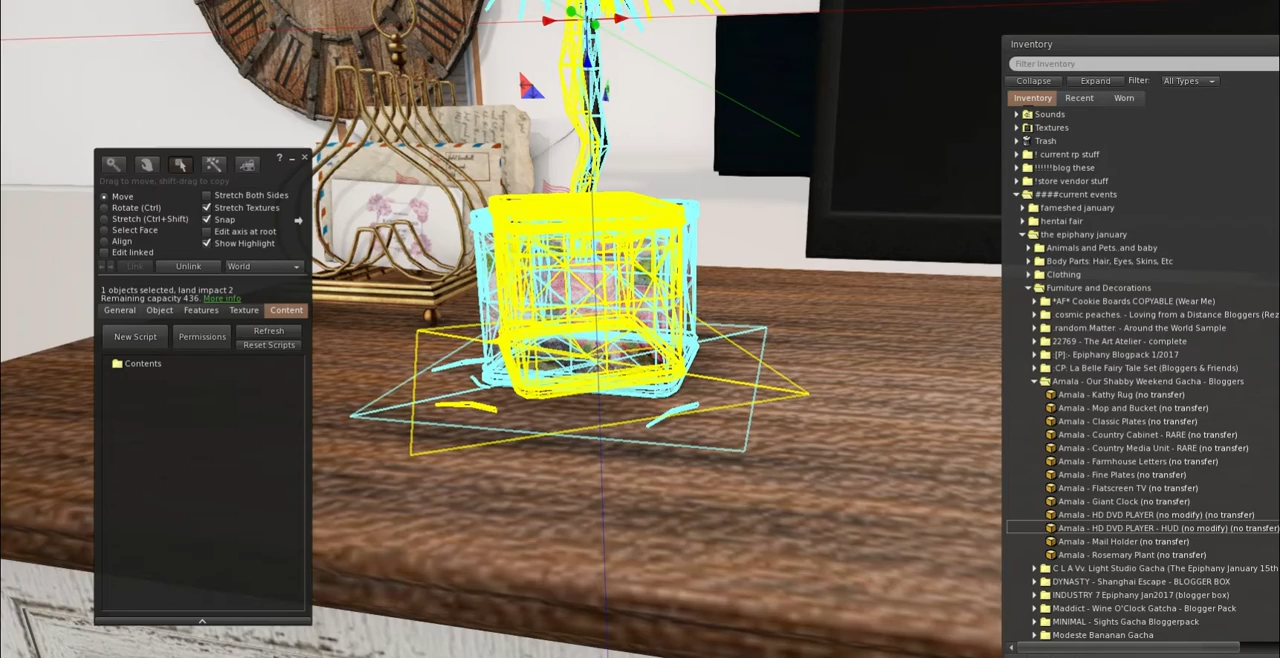 ?
Drag to move, shift-drag to copy
Move
Rotate (Ctrl)
Stretch (Ctrl+Shift)
Select Face
Align
Edit linked
Stretch Both Sides
Stretch Textures
Snap
Edit axis at root
Show Highlight
Link
Unlink
World
1 objects selected, land impact 2
Remaining capacity 436. More info
General Object Features Texture Content
New Script
Permissions
Refresh
Reset Scripts
Contents
Inventory
Filter Inventory
Collapse Expand Filter: All Types
Inventory Recent Worn
Sounds
Textures
Trash
! current rp stuff
!!!!!!blog these
!store vendor stuff
####current events
fameshed january
hentai fair
the epiphany january
Animals and Pets..and baby
Body Parts: Hair, Eyes, Skins, Etc
Clothing
Furniture and Decorations
*AF* Cookie Boards COPYABLE (Wear Me)
.cosmic peaches. - Loving from a Distance Bloggers (Rez
.random.Matter. - Around the World Sample
22769 - The Art Atelier - complete
:[P]:- Epiphany Blogpack 1/2017
:CP: La Belle Fairy Tale Set (Bloggers & Friends)
Amala - Our Shabby Weekend Gacha - Bloggers
Amala - Kathy Rug (no transfer)
Amala - Mop and Bucket (no transfer)
Amala - Classic Plates (no transfer)
Amala - Country Cabinet - RARE (no transfer)
Amala - Country Media Unit - RARE (no transfer)
Amala - Farmhouse Letters (no transfer)
Amala - Fine Plates (no transfer)
Amala - Flatscreen TV (no transfer)
Amala - Giant Clock (no transfer)
Amala - HD DVD PLAYER (no modify) (no transfer)
Amala - HD DVD PLAYER - HUD (no modify) (no transfer)
Amala - Mail Holder (no transfer)
Amala - Rosemary Plant (no transfer)
C L A Vv. Light Studio Gacha (The Epiphany January 15th
DYNASTY - Shanghai Escape - BLOGGER BOX
INDUSTRY 7 Epiphany Jan2017 (blogger box)
Maddict - Wine O'Clock Gatcha - Blogger Pack
MINIMAL - Sights Gacha Bloggerpack
Modeste Bananan Gacha